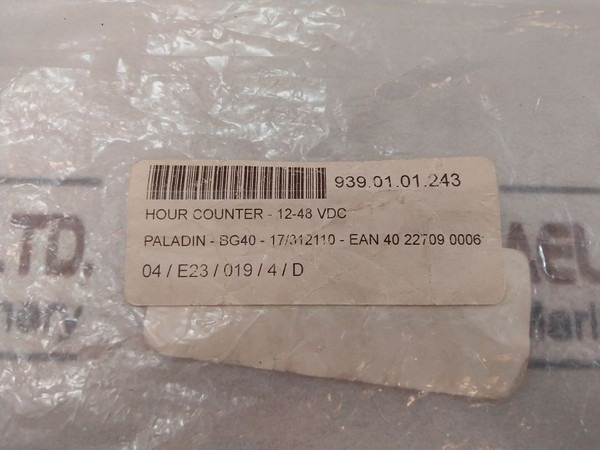 939.01.01.243
HOUR COUNTER - 12-48 VDC
PALADIN - BG40 - 17/312110 - EAN 40 22709 0006
04 / E23 / 019 / 4 / D
LTD.